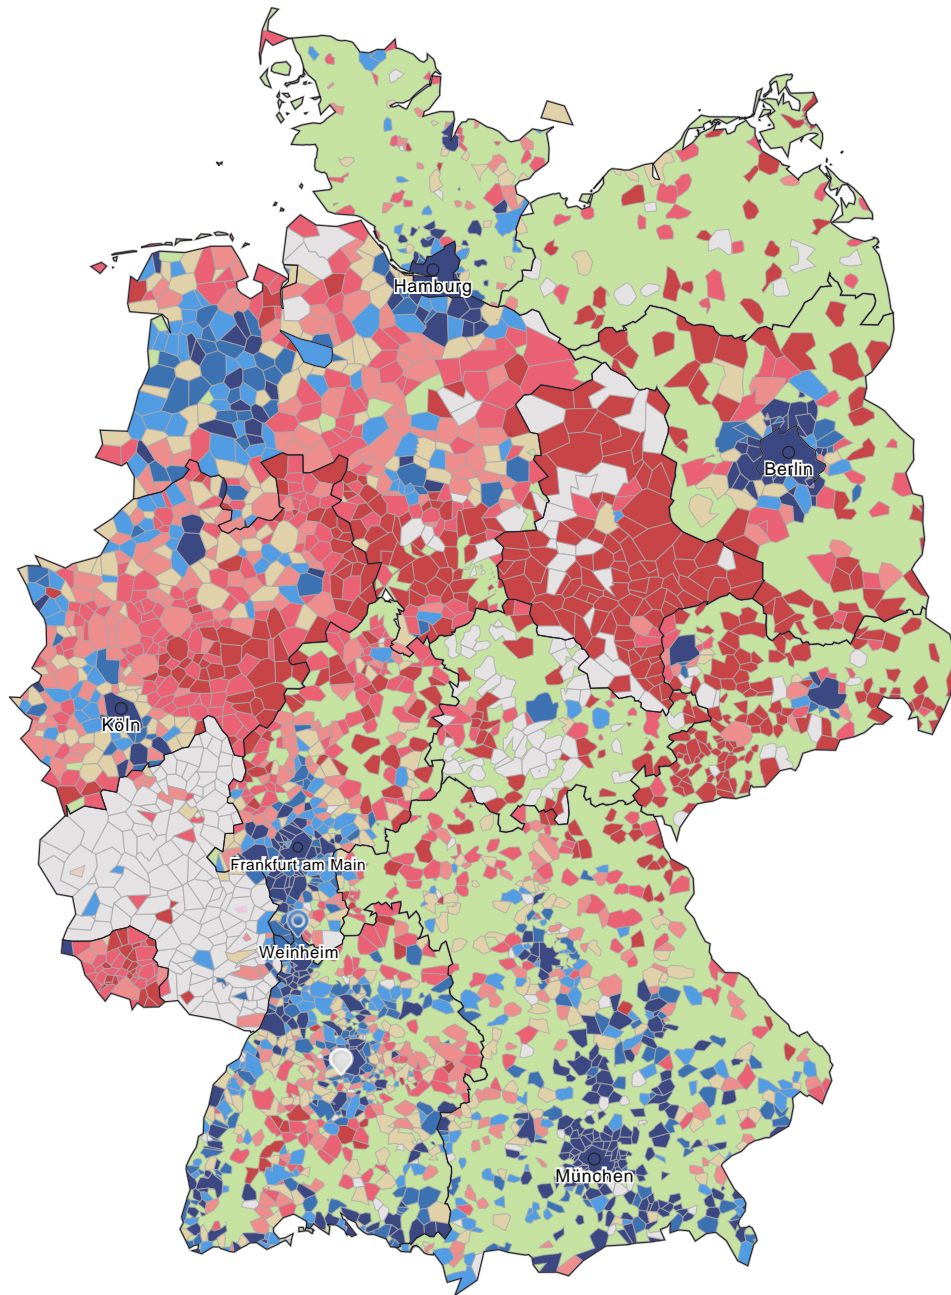 Hamburg
Berlin
Köln
Frankfurt am Main
Weinheim
München